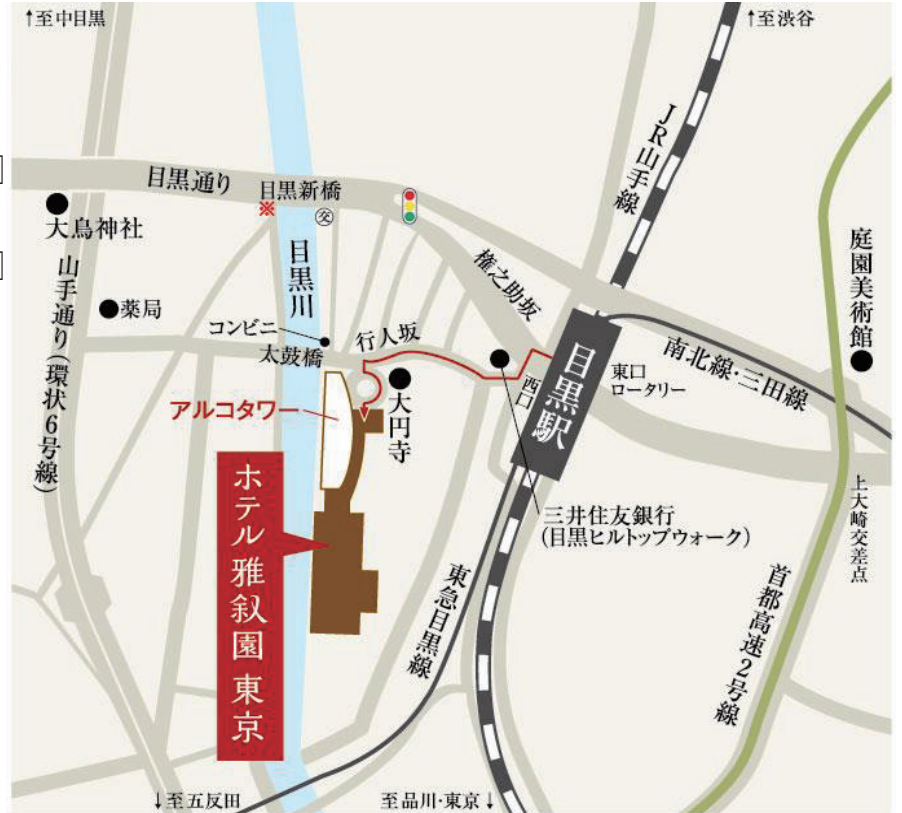 ↑至中目黒
↑至渋谷
JR山手線
目黒通り
目黒新橋
※
交
大鳥神社
目黒川
権之助坂
庭園美術館
山手通り(環状6号線)
薬局
コンビニ
太鼓橋
行人坂
南北線・三田線
目黒駅
東口
ロータリー
西口
大円寺
アルコタワー
ホテル雅叙園東京
三井住友銀行
(目黒ヒルトップウォーク)
上大崎交差点
東急目黒線
首都高速2号線
↓至五反田
至品川・東京↓